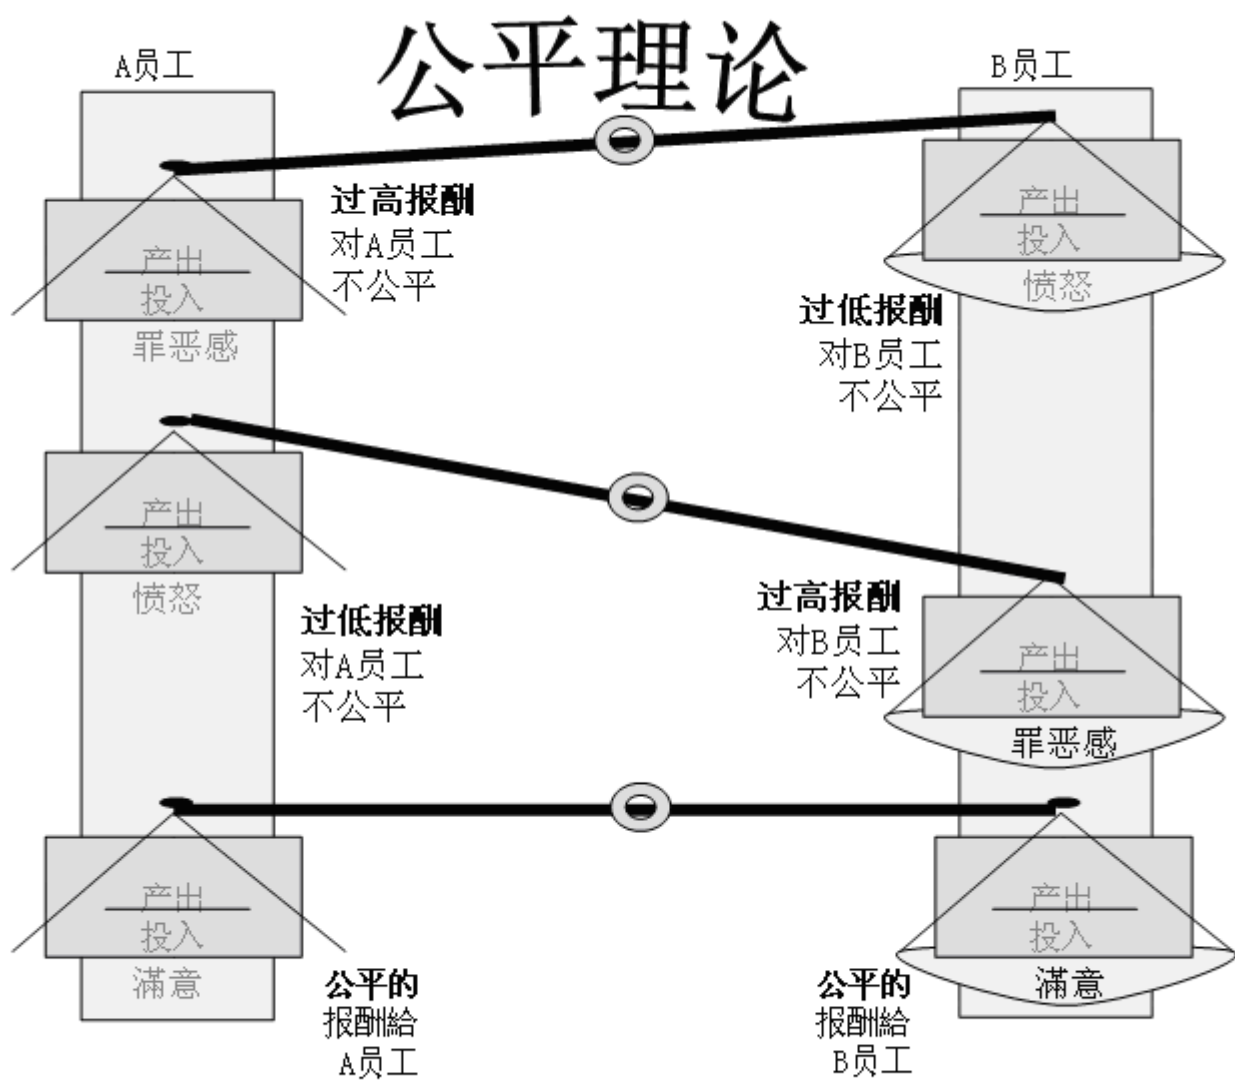 公平理论
A员工
B员工
过高报酬
对A员工
不公平
产出
投入
罪恶感
产出
投入
愤怒
过低报酬
对B员工
不公平
产出
投入
愤怒
过低报酬
对A员工
不公平
过高报酬
对B员工
不公平
产出
投入
罪恶感
产出
投入
滿意
公平的
报酬給
A员工
公平的
报酬給
B员工
产出
投入
滿意